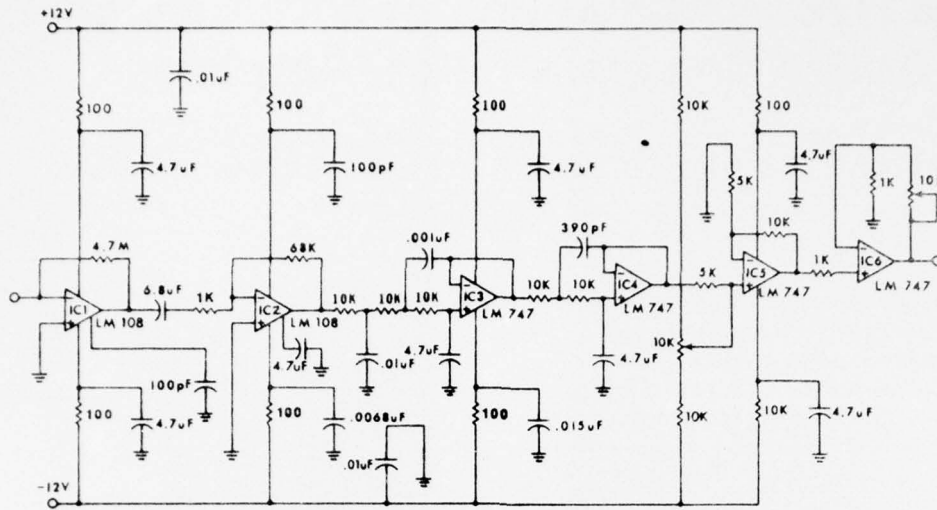 +12V
.01uF
100
100
100
10K
100
4.7uF
100pF
4.7uF
4.7uF
5K
1K
10
390pF
.001uF
4.7M
68K
10K
6.8uF
1K
10K
10K
10K
10K
10K
5K
1K
IC1
IC2
IC3
IC4
IC5
IC6
LM 108
LM 108
LM 747
LM 747
LM 747
LM 747
4.7uF
.01uF
4.7uF
4.7uF
10K
100pF
100
4.7uF
100
.0068uF
100
.015uF
10K
10K
4.7uF
.01uF
-12V